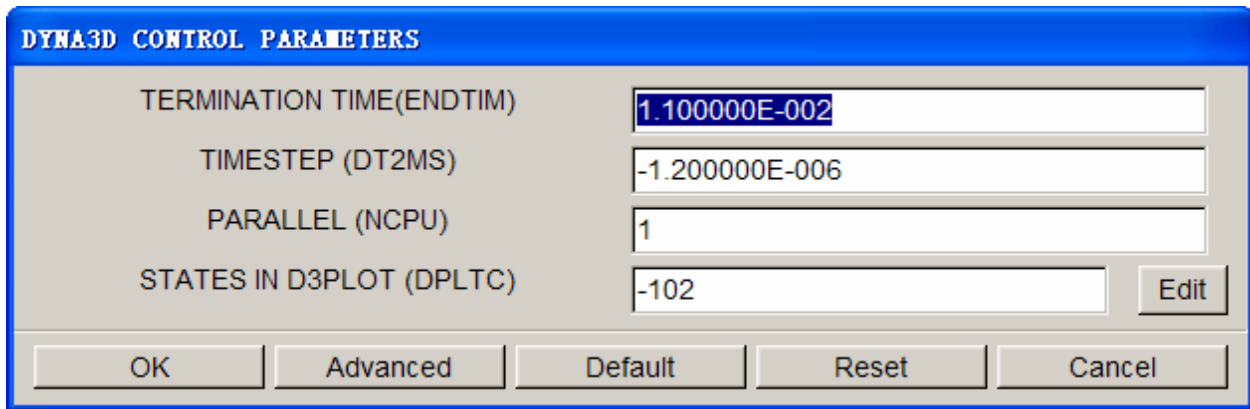 DYNA3D CONTROL PARAMETERS
TERMINATION TIME(ENDTIM) 1.100000E-002
TIMESTEP (DT2MS) -1.200000E-006
PARALLEL (NCPU) 1
STATES IN D3PLOT (DPLTC) -102 Edit
OK Advanced Default Reset Cancel